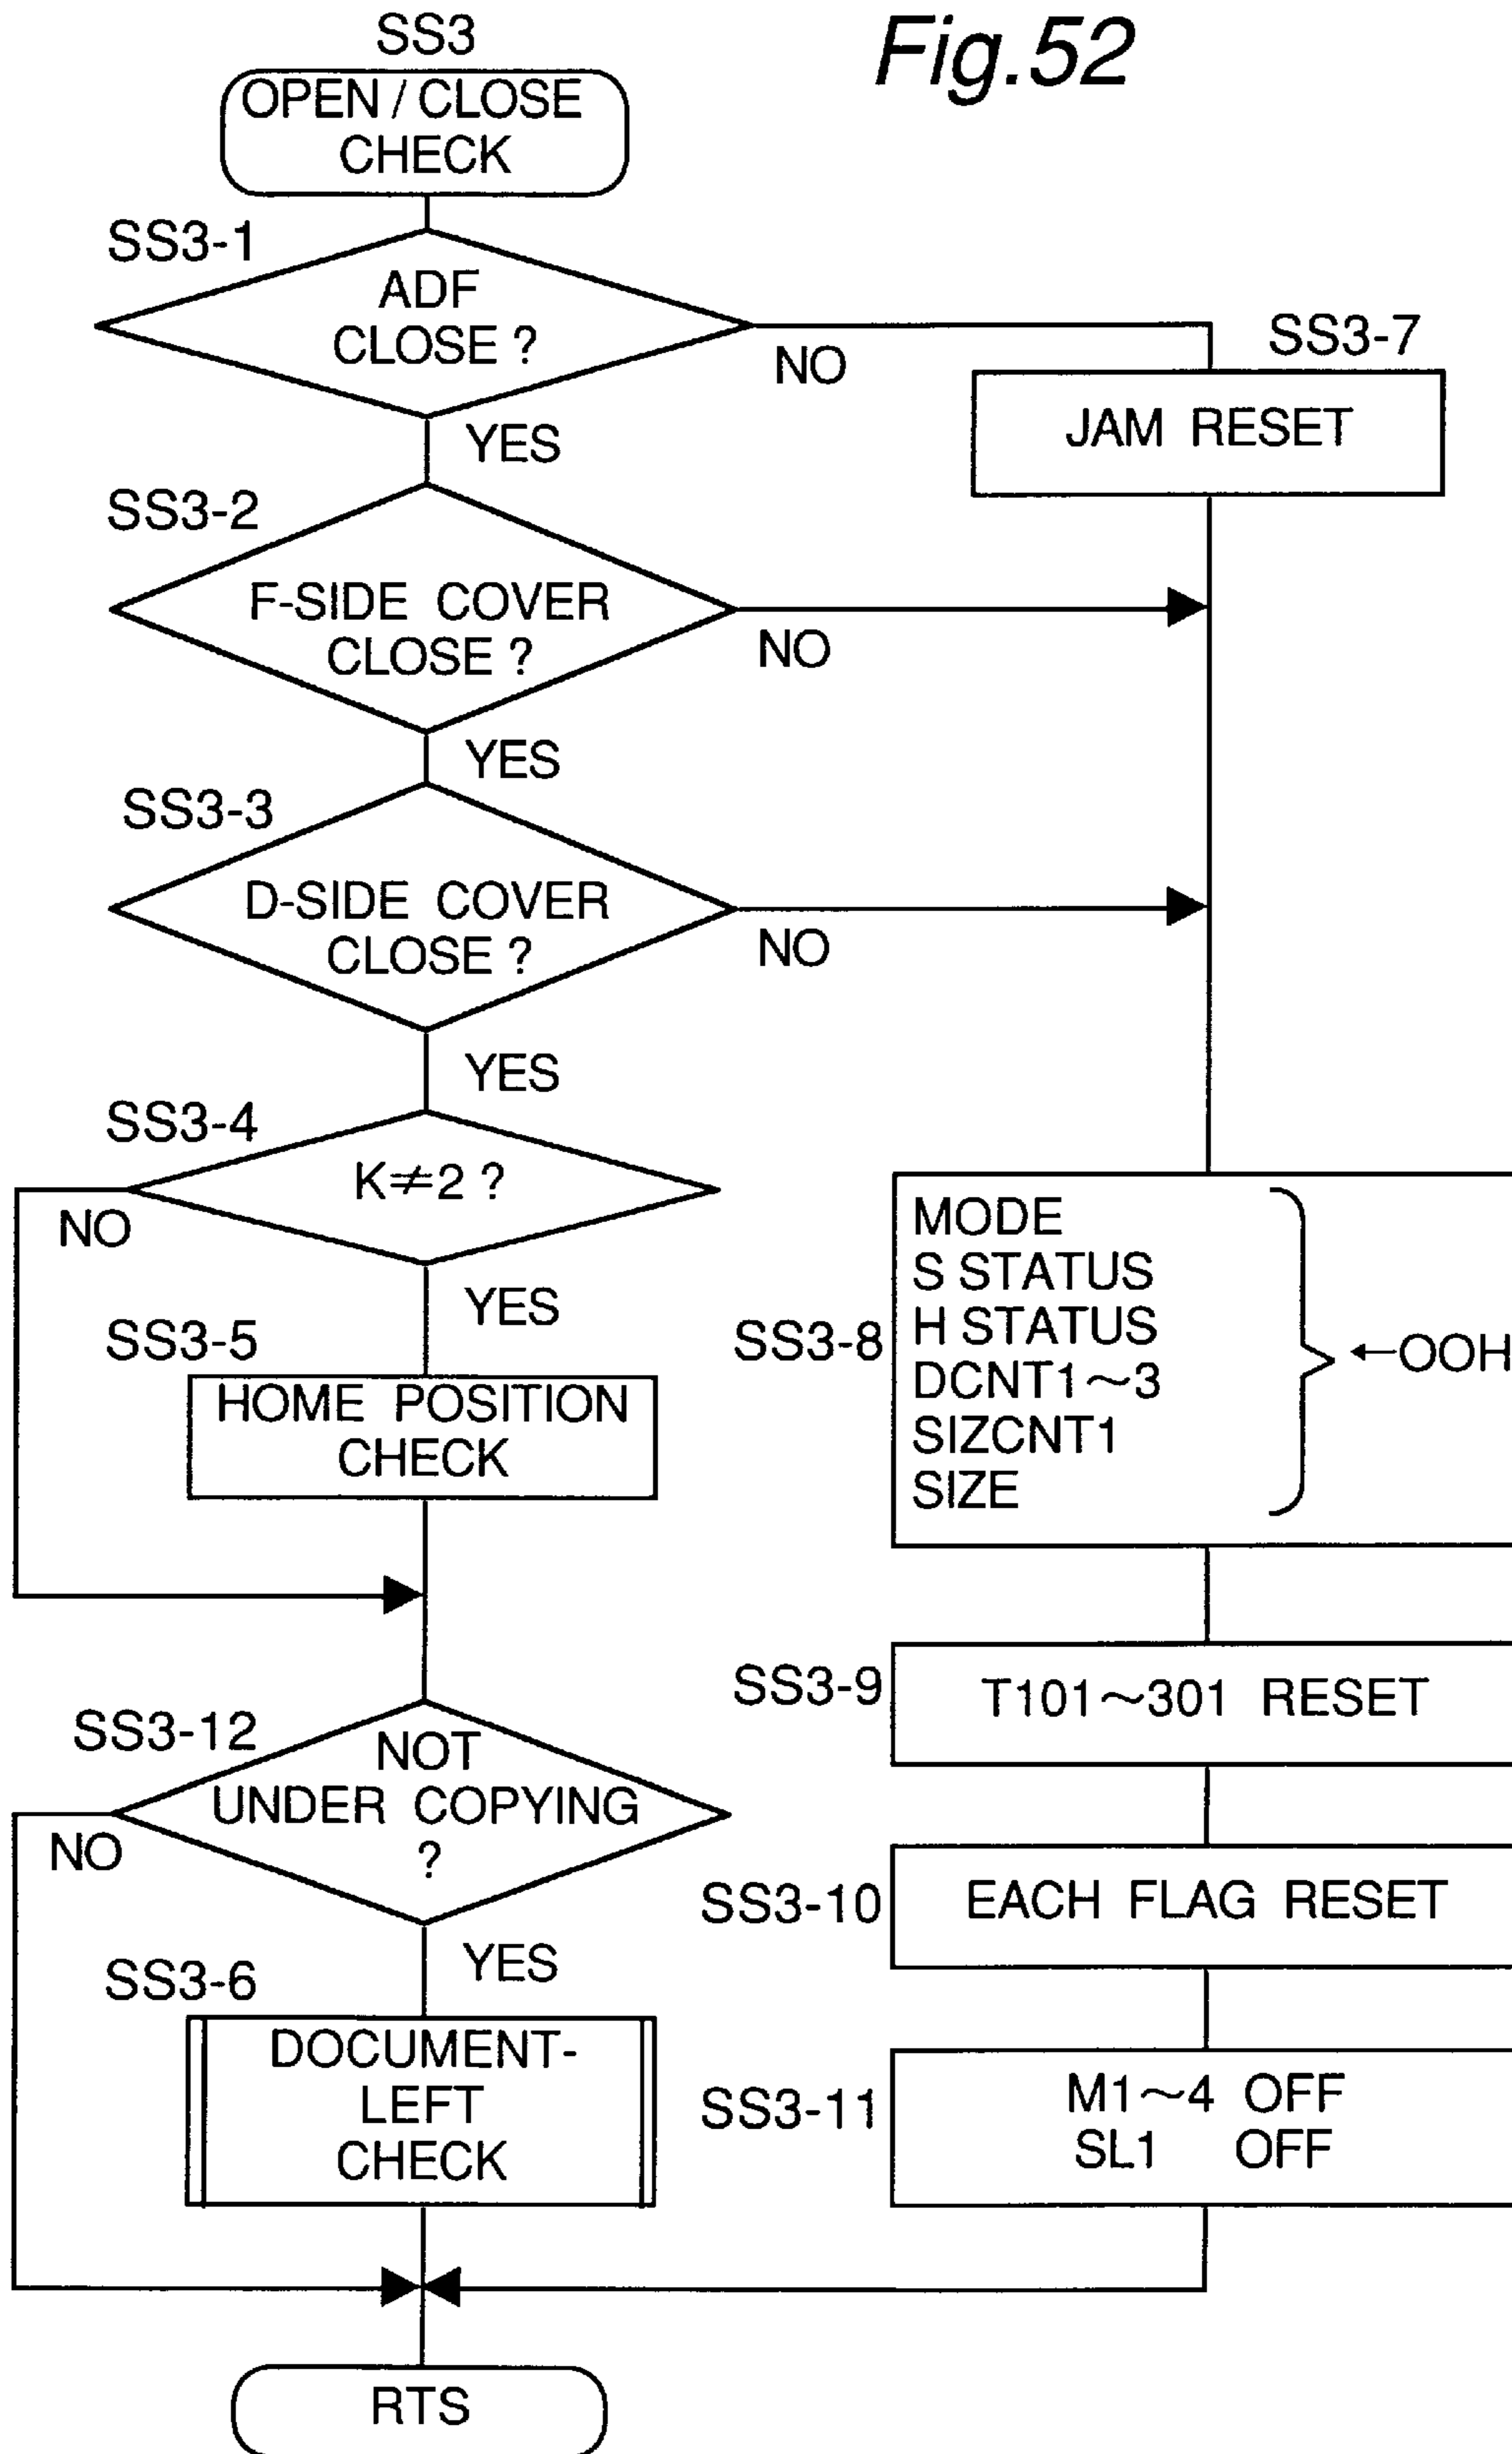 Fig.52
SS3
OPEN / CLOSE
CHECK
SS3-1
ADF
CLOSE ?
NO
YES
SS3-7
JAM RESET
SS3-2
F-SIDE COVER
CLOSE ?
NO
YES
SS3-3
D-SIDE COVER
CLOSE ?
NO
YES
SS3-4
K≠2 ?
NO
YES
SS3-5
HOME POSITION
CHECK
SS3-8
MODE
S STATUS
H STATUS
DCNT1~3
SIZCNT1
SIZE
←OOH
SS3-9
T101~301 RESET
SS3-12
NOT
UNDER COPYING
?
NO
YES
SS3-10
EACH FLAG RESET
SS3-6
DOCUMENT-
LEFT
CHECK
SS3-11
M1~4 OFF
SL1 OFF
RTS